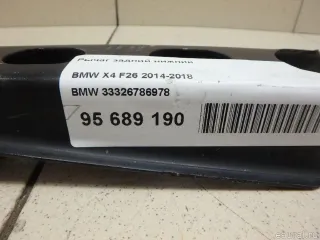 Рычаг задний нижний
BMW X4 F26 2014-2018
BMW 33326786978
95 689 190